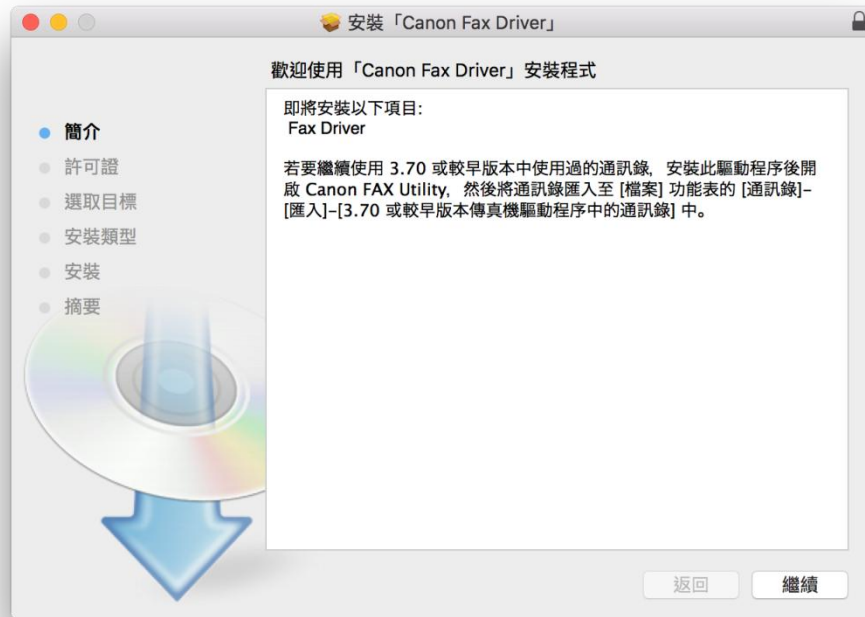 安裝「Canon Fax Driver」
歡迎使用「Canon Fax Driver」安裝程式
簡介
許可證
選取目標
安裝類型
安裝
摘要
即將安裝以下項目:
Fax Driver
若要繼續使用 3.70 或較早版本中使用過的通訊錄，安裝此驅動程序後開
啟 Canon FAX Utility，然後將通訊錄匯入至 [檔案] 功能表的 [通訊錄]–
[匯入]–[3.70 或較早版本傳真機驅動程序中的通訊錄] 中。
返回
繼續